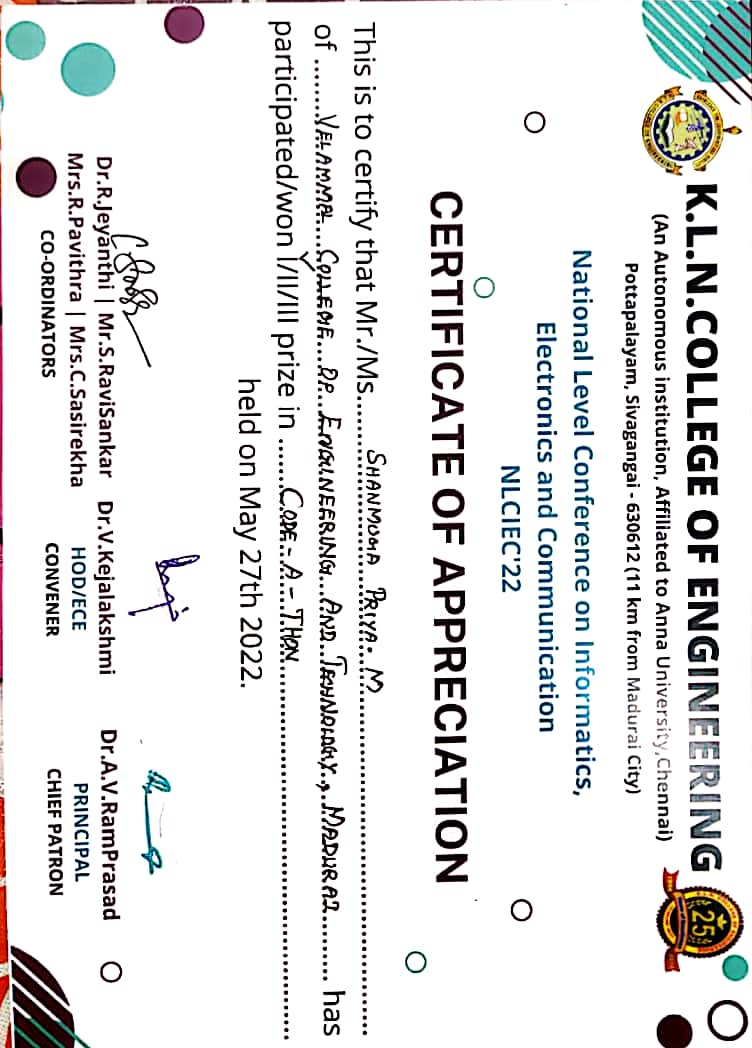 K.L.N.COLLEGE OF ENGINEERING
25
(An Autonomous institution, Affiliated to Anna University,Chennai)
Pottapalayam, Sivagangai - 630612 (11 km from Madurai City)
National Level Conference on Informatics,
Electronics and Communication
NLCIEC'22
CERTIFICATE OF APPRECIATION
This is to certify that Mr./Ms......SHANMUGA PRIYA. M......
of ......VELAMMAL COLLEGE OF ENGINEERING AND TECHNOLOGY, MADURAI...... has
participated/won I/II/III prize in ......CODE-A-THON......
held on May 27th 2022.
Dr.R.Jeyanthi | Mr.S.RaviSankar Dr.V.Kejalakshmi Dr.A.V.RamPrasad
Mrs.R.Pavithra | Mrs.C.Sasirekha HOD/ECE PRINCIPAL
CO-ORDINATORS CONVENER CHIEF PATRON